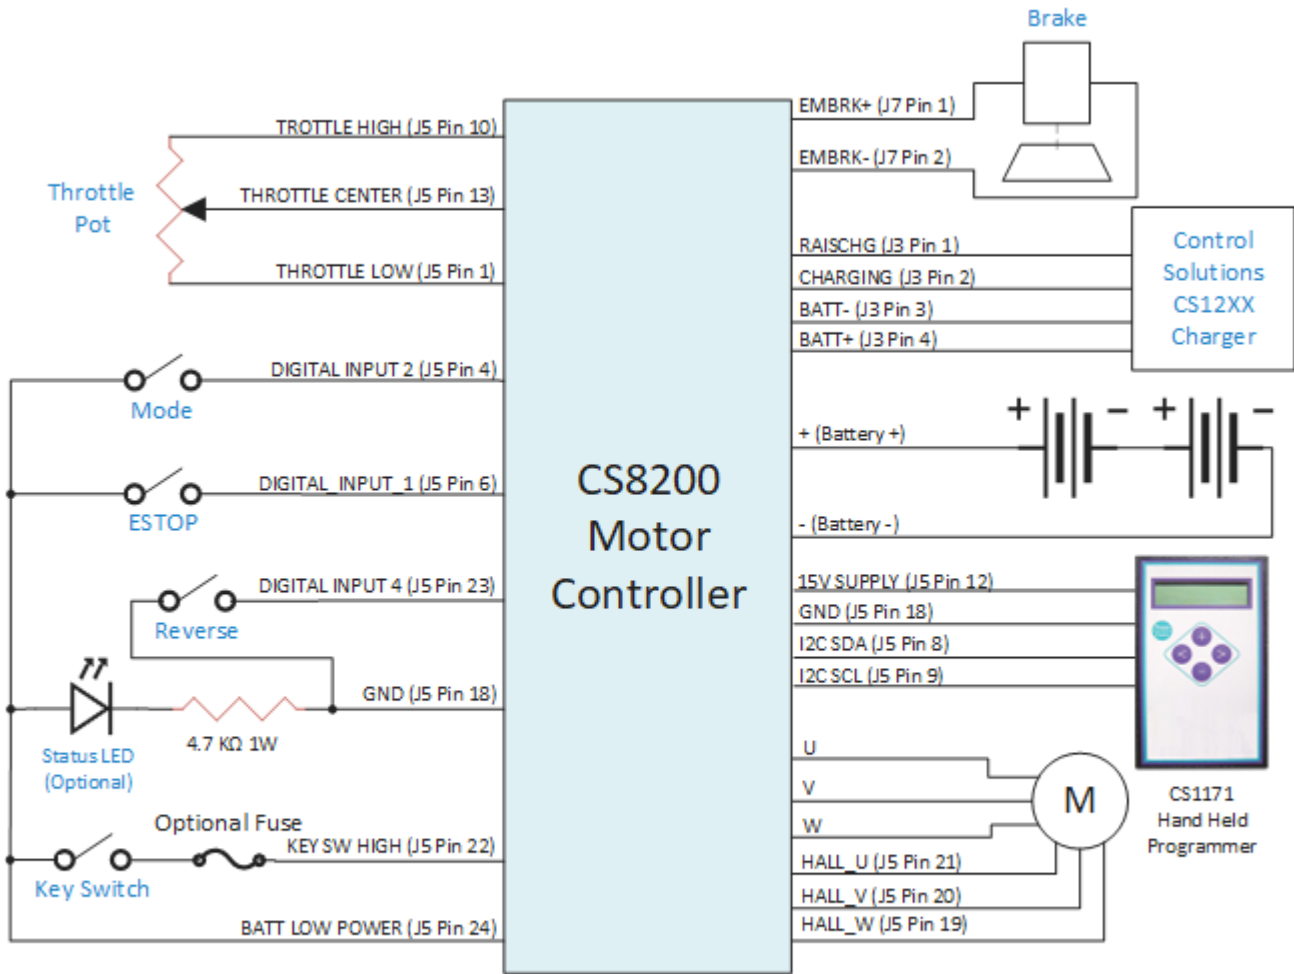 Brake
EMBRK+ (J7 Pin 1)
TROTTLE HIGH (J5 Pin 10)
EMBRK- (J7 Pin 2)
Throttle
Pot
THROTTLE CENTER (J5 Pin 13)
THROTTLE LOW (J5 Pin 1)
RAISCHG (J3 Pin 1)
CHARGING (J3 Pin 2)
BATT- (J3 Pin 3)
BATT+ (J3 Pin 4)
Control
Solutions
CS12XX
Charger
DIGITAL INPUT 2 (J5 Pin 4)
Mode
+ - + -
+ (Battery +)
- (Battery -)
DIGITAL_INPUT_1 (J5 Pin 6)
ESTOP
CS8200
Motor
Controller
DIGITAL INPUT 4 (J5 Pin 23)
Reverse
15V SUPPLY (J5 Pin 12)
GND (J5 Pin 18)
I2C SDA (J5 Pin 8)
I2C SCL (J5 Pin 9)
GND (J5 Pin 18)
4.7 KΩ 1W
Status LED
(Optional)
U
V
W
M
CS1171
Hand Held
Programmer
Optional Fuse
KEY SW HIGH (J5 Pin 22)
Key Switch
HALL_U (J5 Pin 21)
HALL_V (J5 Pin 20)
HALL_W (J5 Pin 19)
BATT LOW POWER (J5 Pin 24)